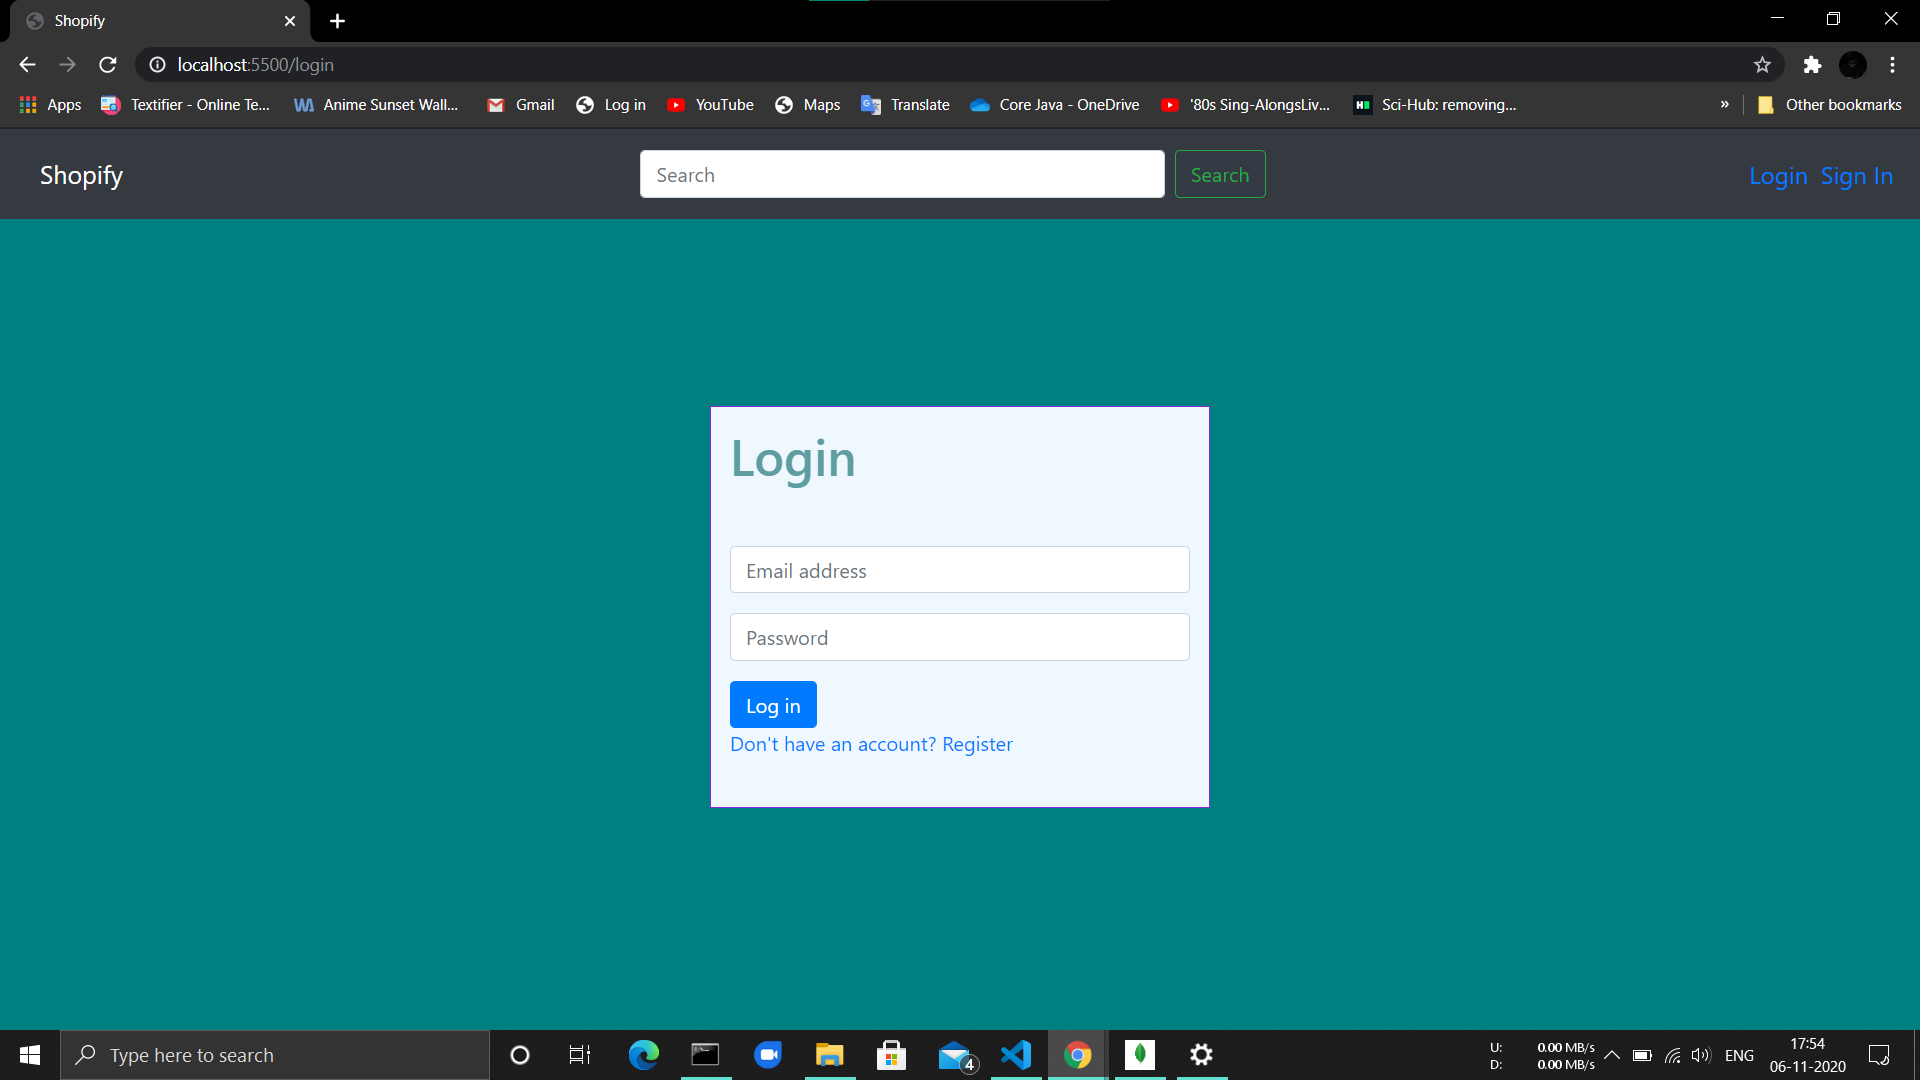 Shopify
localhost:5500/login
Apps
Textifier - Online Te...
Anime Sunset Wall...
Gmail
Log in
YouTube
Maps
Translate
Core Java - OneDrive
'80s Sing-AlongsLiv...
Sci-Hub: removing...
»
Other bookmarks
Shopify
Search
Search
Login
Sign In
Login
Email address
Password
Log in
Don't have an account? Register
Type here to search
4
U: 0.00 MB/s
D: 0.00 MB/s
ENG
17:54
06-11-2020